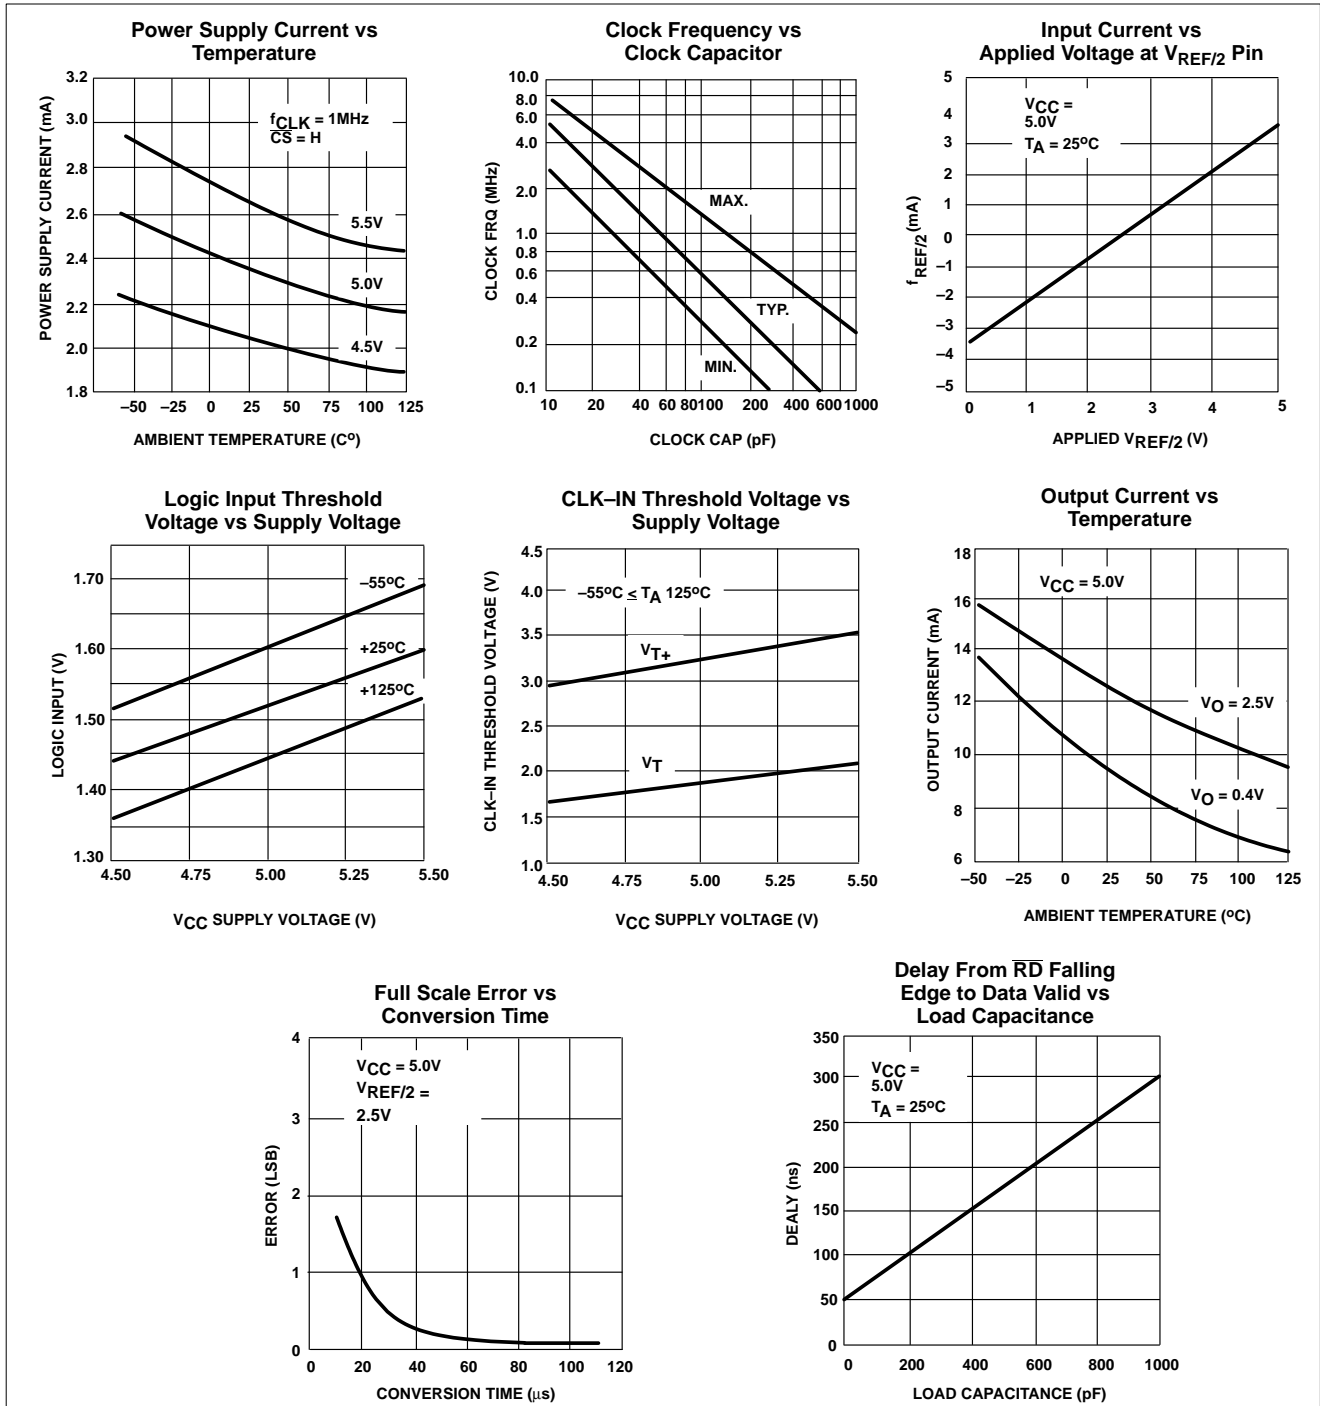 Power Supply Current vs
Temperature
3.2
3.0
2.8
2.6
2.4
2.2
2.0
1.8
POWER SUPPLY CURRENT (mA)
fCLK = 1MHz
CS = H
5.5V
5.0V
4.5V
–50 –25 0 25 50 75 100 125
AMBIENT TEMPERATURE (Cº)
Clock Frequency vs
Clock Capacitor
10.0
8.0
6.0
4.0
2.0
1.0
0.8
0.6
0.4
0.2
0.1
CLOCK FRQ (MHz)
MAX.
TYP.
MIN.
10 20 40 60 80 100 200 400 600 1000
CLOCK CAP (pF)
Input Current vs
Applied Voltage at VREF/2 Pin
5
4
3
2
1
0
–1
–2
–3
–4
–5
fREF/2 (mA)
VCC =
5.0V
TA = 25ºC
0 1 2 3 4 5
APPLIED VREF/2 (V)
Logic Input Threshold
Voltage vs Supply Voltage
1.70
1.60
1.50
1.40
1.30
LOGIC INPUT (V)
–55ºC
+25ºC
+125ºC
4.50 5.00 5.50
VCC SUPPLY VOLTAGE (V)
CLK–IN Threshold Voltage vs
Supply Voltage
4.5
4.0
3.5
3.0
2.5
2.0
1.5
1.0
CLK–IN THRESHOLD VOLTAGE (V)
–55ºC ≤ TA 125ºC
VT+
VT
4.50 4.75 5.00 5.25 5.50
VCC SUPPLY VOLTAGE (V)
Output Current vs
Temperature
18
16
14
12
10
8
6
OUTPUT CURRENT (mA)
VCC = 5.0V
VO = 2.5V
VO = 0.4V
–50 –25 0 25 50 75 100 125
AMBIENT TEMPERATURE (ºC)
Full Scale Error vs
Conversion Time
4
3
2
1
0
ERROR (LSB)
VCC = 5.0V
VREF/2 =
2.5V
0 20 40 60 80 100 120
CONVERSION TIME (µs)
Delay From RD Falling
Edge to Data Valid vs
Load Capacitance
350
300
250
200
150
100
50
0
DEALY (ns)
VCC =
5.0V
TA = 25ºC
0 200 400 600 800 1000
LOAD CAPACITANCE (pF)